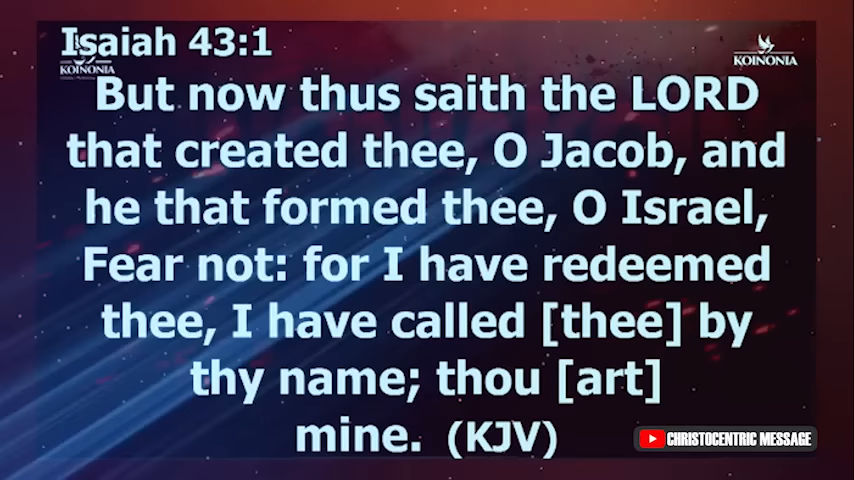 Isaiah 43:1
KOINONIA
KOINONIA
But now thus saith the LORD
that created thee, O Jacob, and
he that formed thee, O Israel,
Fear not: for I have redeemed
thee, I have called [thee] by
thy name; thou [art]
mine. (KJV)
CHRISTOCENTRIC MESSAGE